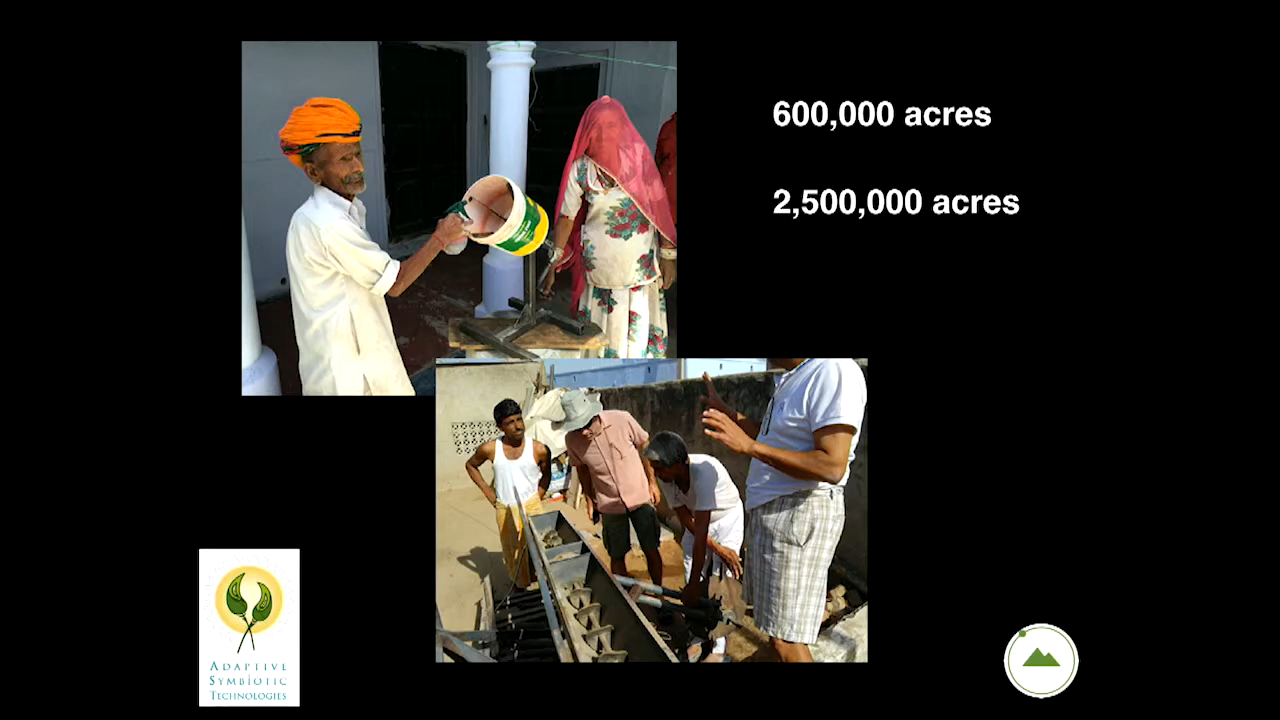 600,000 acres
2,500,000 acres
ADAPTIVE
SYMBIOTIC
TECHNOLOGIES